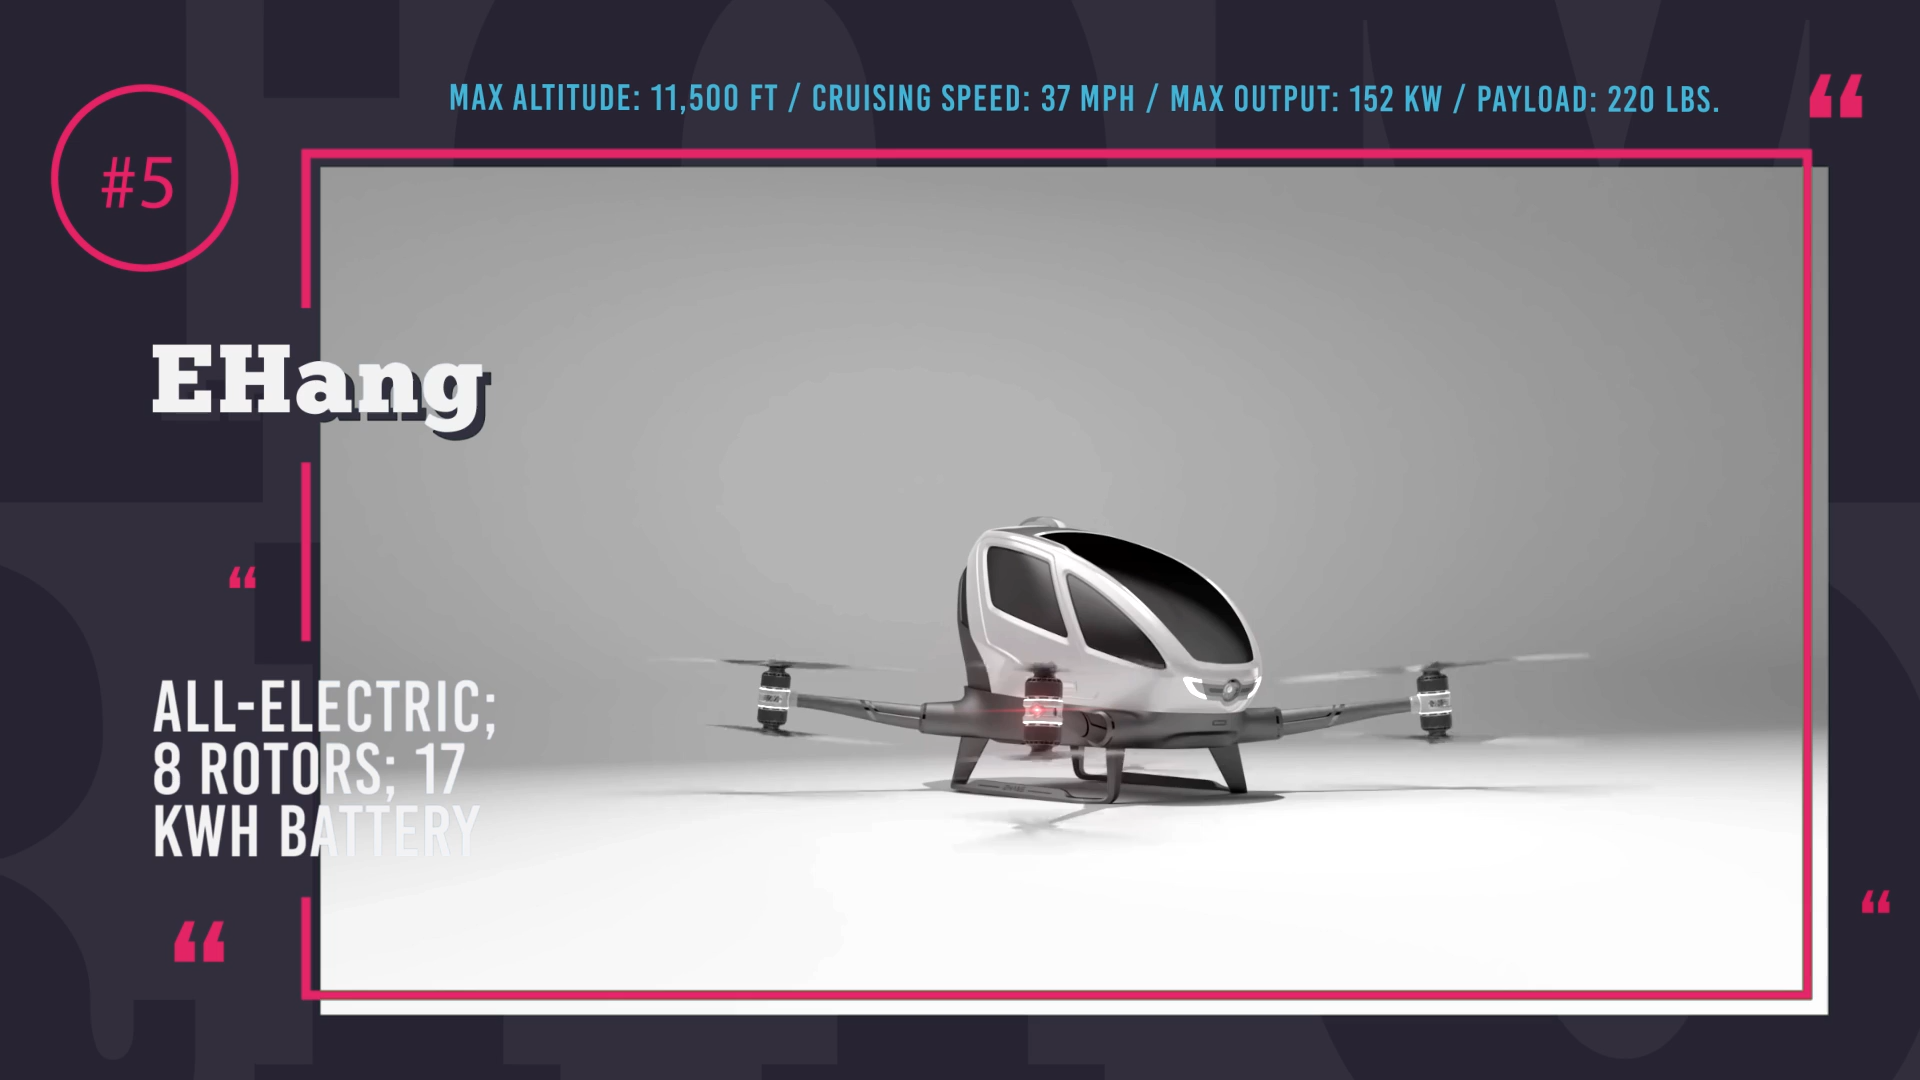 MAX ALTITUDE: 11,500 FT / CRUISING SPEED: 37 MPH / MAX OUTPUT: 152 KW / PAYLOAD: 220 LBS.
#5
EHang
ALL-ELECTRIC;
8 ROTORS; 17
KWH BATTERY